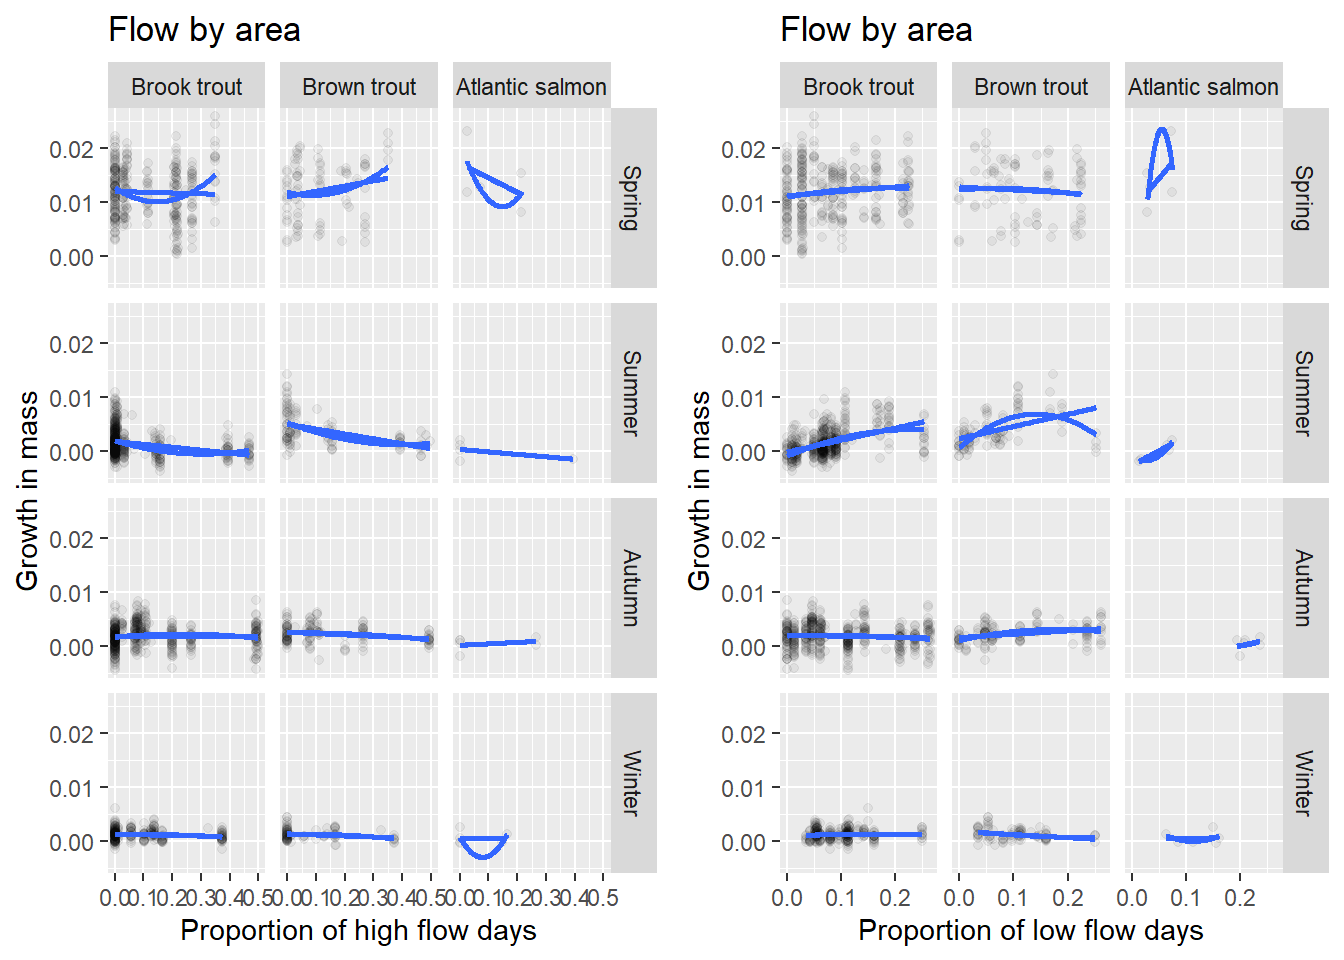 Flow by area
Brook trout
Brown trout
Atlantic salmon
0.02
0.01
0.00
Spring
0.02
0.01
0.00
Summer
0.02
0.01
0.00
Autumn
0.02
0.01
0.00
Winter
Growth in mass
0.0 0.1 0.2 0.3 0.4 0.5
0.0 0.1 0.2 0.3 0.4 0.5
0.0 0.1 0.2 0.3 0.4 0.5
Proportion of high flow days
Flow by area
Brook trout
Brown trout
Atlantic salmon
0.02
0.01
0.00
Spring
0.02
0.01
0.00
Summer
0.02
0.01
0.00
Autumn
0.02
0.01
0.00
Winter
Growth in mass
0.0 0.1 0.2
0.0 0.1 0.2
0.0 0.1 0.2
Proportion of low flow days